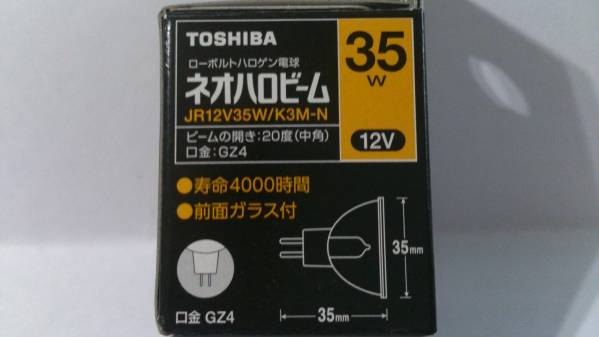 TOSHIBA
ローボルトハロゲン電球
ネオハロビーム
JR12V35W/K3M-N
ビームの開き:20度(中角)
口金:GZ4
35
W
12V
●寿命4000時間
●前面ガラス付
35mm
35mm
口金 GZ4